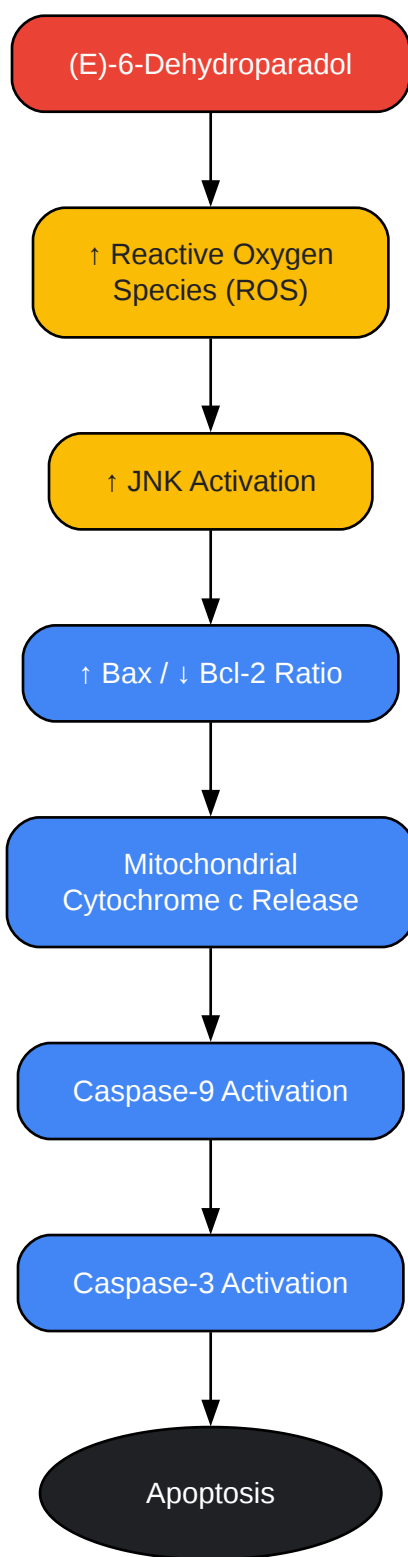 (E)-6-Dehydroparadol
↑ Reactive Oxygen
Species (ROS)
↑ JNK Activation
↑ Bax / ↓ Bcl-2 Ratio
Mitochondrial
Cytochrome c Release
Caspase-9 Activation
Caspase-3 Activation
Apoptosis